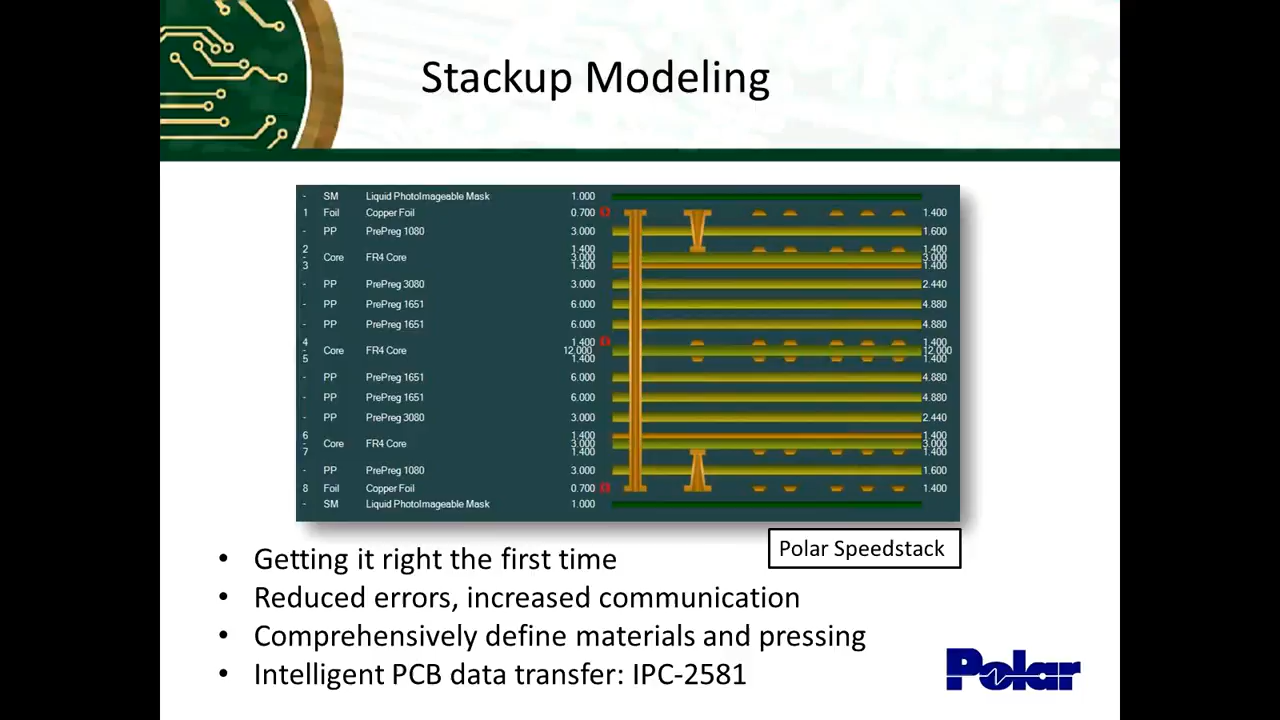 Stackup Modeling
- SM Liquid PhotoImageable Mask 1.000
1 Foil Copper Foil 0.700 1.400
- PP PrePreg 1080 3.000 1.600
2 1.400 1.400
- Core FR4 Core 3.000 3.000
3 1.400 1.400
- PP PrePreg 3080 3.000 2.440
- PP PrePreg 1651 6.000 4.880
- PP PrePreg 1651 6.000 4.880
4 1.400 1.400
- Core FR4 Core 12.000 12.000
5 1.400 1.400
- PP PrePreg 1651 6.000 4.880
- PP PrePreg 1651 6.000 4.880
- PP PrePreg 3080 3.000 2.440
6 1.400 1.400
- Core FR4 Core 3.000 3.000
7 1.400 1.400
- PP PrePreg 1080 3.000 1.600
8 Foil Copper Foil 0.700 1.400
- SM Liquid PhotoImageable Mask 1.000
Polar Speedstack
• Getting it right the first time
• Reduced errors, increased communication
• Comprehensively define materials and pressing
• Intelligent PCB data transfer: IPC-2581
Polar